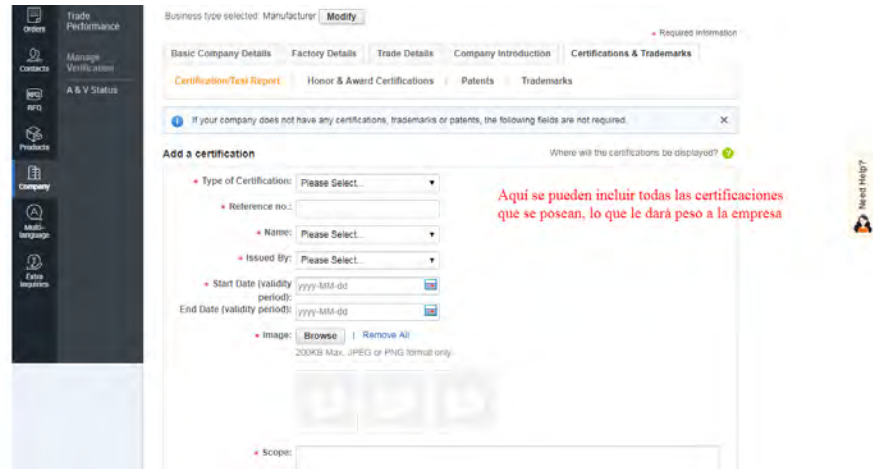 Orders
Trade
Performance
Business type selected: Manufacturer Modify
Required Information
Contacts
Manage
Verification
Basic Company Details Factory Details Trade Details Company Introduction Certifications & Trademarks
RFQ
RFQ
A & V Status
Certification/Test Report Honor & Award Certifications Patents Trademarks
Products
If your company does not have any certifications, trademarks or patents, the following fields are not required.
Add a certification
Where will the certifications be displayed?
Company
Type of Certification: Please Select...
Aquí se pueden incluir todas las certificaciones
que se posean, lo que le dará peso a la empresa
Reference no.:
Multi-
language
Name: Please Select...
Issued By: Please Select...
Extra
Inquiries
Start Date (validity
period): yyyy-MM-dd
End Date (validity period): yyyy-MM-dd
Image: Browse | Remove All
200KB Max. JPEG or PNG format only
Scope:
Need Help?